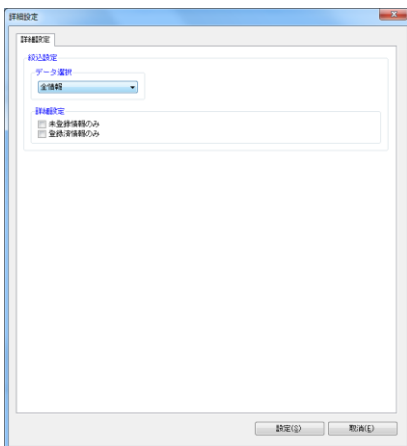 詳細設定
詳細設定
絞込設定
データ選択
全情報
詳細設定
未登録情報のみ
登録済情報のみ
設定(S)
取消(E)